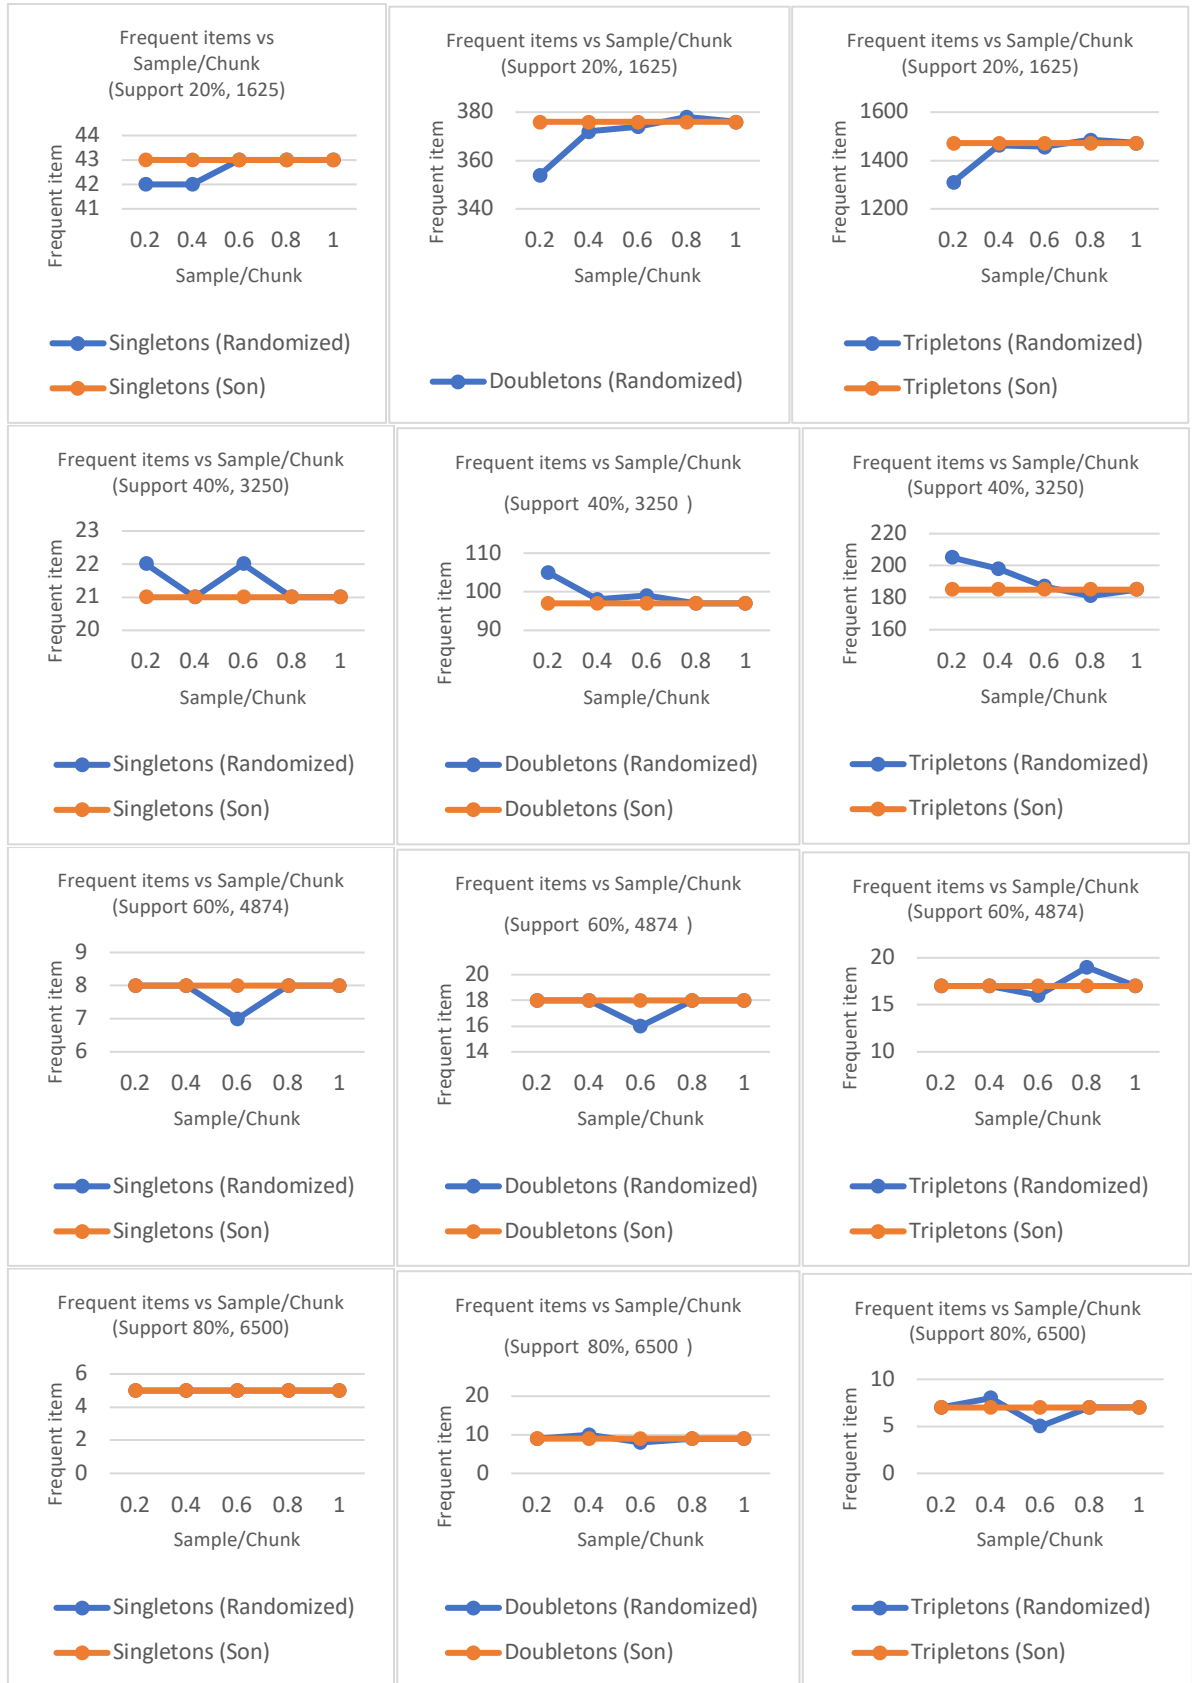 Frequent items vs
Sample/Chunk
(Support 20%, 1625)
Frequent item
44
43
42
41
0.2 0.4 0.6 0.8 1
Sample/Chunk
Singletons (Randomized)
Singletons (Son)
Frequent items vs Sample/Chunk
(Support 20%, 1625)
Frequent item
380
360
340
0.2 0.4 0.6 0.8 1
Sample/Chunk
Doubletons (Randomized)
Frequent items vs Sample/Chunk
(Support 20%, 1625)
Frequent item
1600
1400
1200
0.2 0.4 0.6 0.8 1
Sample/Chunk
Tripletons (Randomized)
Tripletons (Son)
Frequent items vs Sample/Chunk
(Support 40%, 3250)
Frequent item
23
22
21
20
0.2 0.4 0.6 0.8 1
Sample/Chunk
Singletons (Randomized)
Singletons (Son)
Frequent items vs Sample/Chunk
(Support 40%, 3250 )
Frequent item
110
100
90
0.2 0.4 0.6 0.8 1
Sample/Chunk
Doubletons (Randomized)
Doubletons (Son)
Frequent items vs Sample/Chunk
(Support 40%, 3250)
Frequent item
220
200
180
160
0.2 0.4 0.6 0.8 1
Sample/Chunk
Tripletons (Randomized)
Tripletons (Son)
Frequent items vs Sample/Chunk
(Support 60%, 4874)
Frequent item
9
8
7
6
0.2 0.4 0.6 0.8 1
Sample/Chunk
Singletons (Randomized)
Singletons (Son)
Frequent items vs Sample/Chunk
(Support 60%, 4874 )
Frequent item
20
18
16
14
0.2 0.4 0.6 0.8 1
Sample/Chunk
Doubletons (Randomized)
Doubletons (Son)
Frequent items vs Sample/Chunk
(Support 60%, 4874)
Frequent item
20
15
10
0.2 0.4 0.6 0.8 1
Sample/Chunk
Tripletons (Randomized)
Tripletons (Son)
Frequent items vs Sample/Chunk
(Support 80%, 6500)
Frequent item
6
4
2
0
0.2 0.4 0.6 0.8 1
Sample/Chunk
Singletons (Randomized)
Singletons (Son)
Frequent items vs Sample/Chunk
(Support 80%, 6500 )
Frequent item
20
10
0
0.2 0.4 0.6 0.8 1
Sample/Chunk
Doubletons (Randomized)
Doubletons (Son)
Frequent items vs Sample/Chunk
(Support 80%, 6500)
Frequent item
10
5
0
0.2 0.4 0.6 0.8 1
Sample/Chunk
Tripletons (Randomized)
Tripletons (Son)